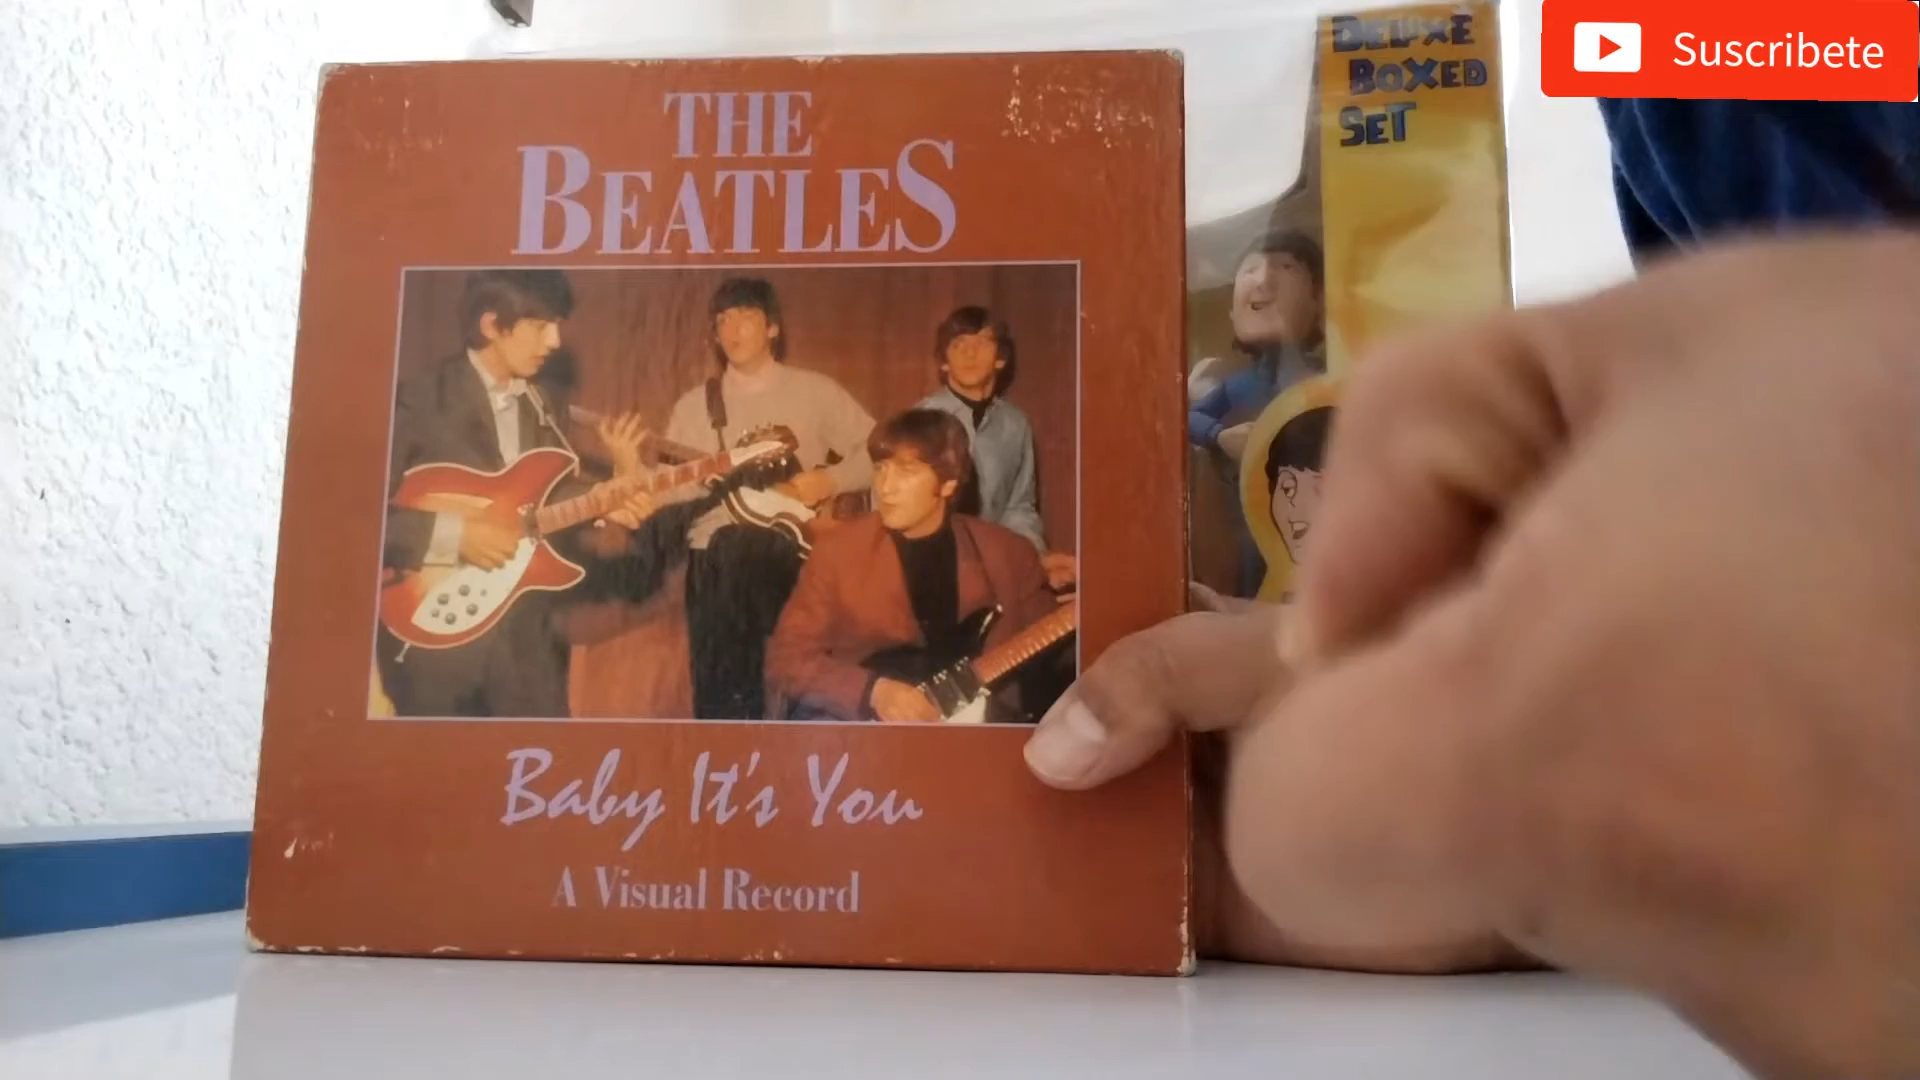 THE
BEATLES
Baby It's You
A Visual Record
DELUXE
BOXED
SET
Suscribete